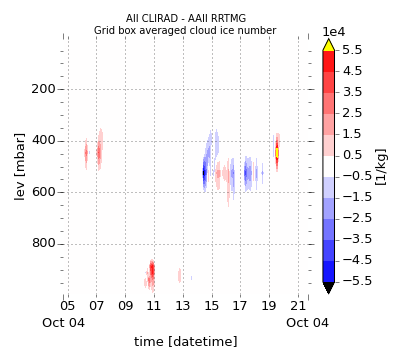 All CLIRAD - AAll RRTMG
Grid box averaged cloud ice number
1e4
lev [mbar]
200
400
600
800
05 07 09 11 13 15 17 19 21
Oct 04 Oct 04
time [datetime]
5.5
4.5
3.5
2.5
1.5
0.5
−0.5
−1.5
−2.5
−3.5
−4.5
−5.5
[1/kg]